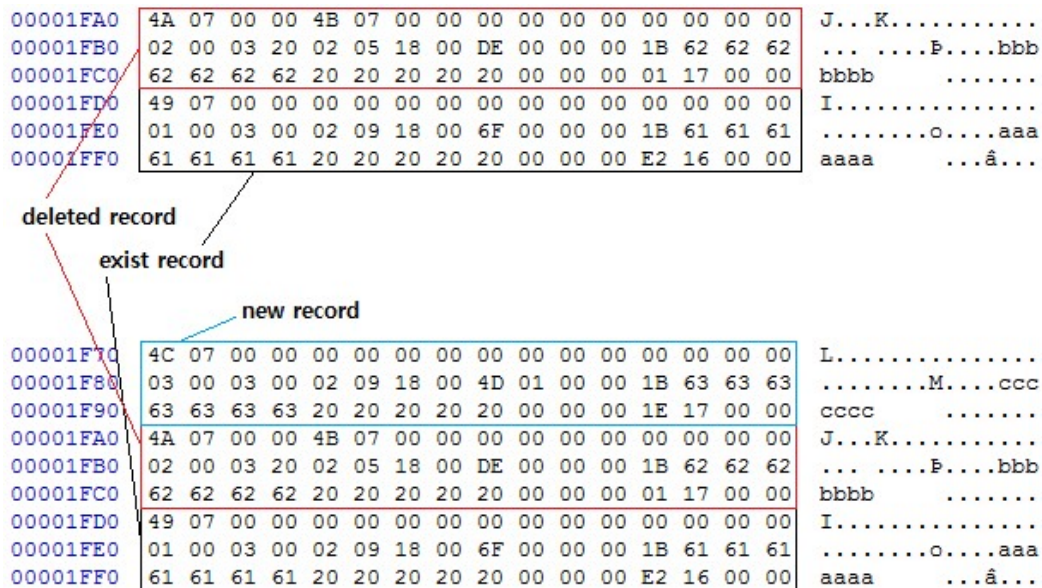 00001FA0 4A 07 00 00 4B 07 00 00 00 00 00 00 00 00 00 00 J...K...........
00001FB0 02 00 03 20 02 05 18 00 DE 00 00 00 1B 62 62 62 ... ....Þ....bbb
00001FC0 62 62 62 62 20 20 20 20 20 00 00 00 01 17 00 00 bbbb     .......
00001FD0 49 07 00 00 00 00 00 00 00 00 00 00 00 00 00 00 I...............
00001FE0 01 00 03 00 02 09 18 00 6F 00 00 00 1B 61 61 61 ........o....aaa
00001FF0 61 61 61 61 20 20 20 20 20 00 00 00 E2 16 00 00 aaaa     ...â...
deleted record
exist record
new record
00001F70 4C 07 00 00 00 00 00 00 00 00 00 00 00 00 00 00 L...............
00001F80 03 00 03 00 02 09 18 00 4D 01 00 00 1B 63 63 63 ........M....ccc
00001F90 63 63 63 63 20 20 20 20 20 00 00 00 1E 17 00 00 cccc     .......
00001FA0 4A 07 00 00 4B 07 00 00 00 00 00 00 00 00 00 00 J...K...........
00001FB0 02 00 03 20 02 05 18 00 DE 00 00 00 1B 62 62 62 ... ....Þ....bbb
00001FC0 62 62 62 62 20 20 20 20 20 00 00 00 01 17 00 00 bbbb     .......
00001FD0 49 07 00 00 00 00 00 00 00 00 00 00 00 00 00 00 I...............
00001FE0 01 00 03 00 02 09 18 00 6F 00 00 00 1B 61 61 61 ........o....aaa
00001FF0 61 61 61 61 20 20 20 20 20 00 00 00 E2 16 00 00 aaaa     ...â...